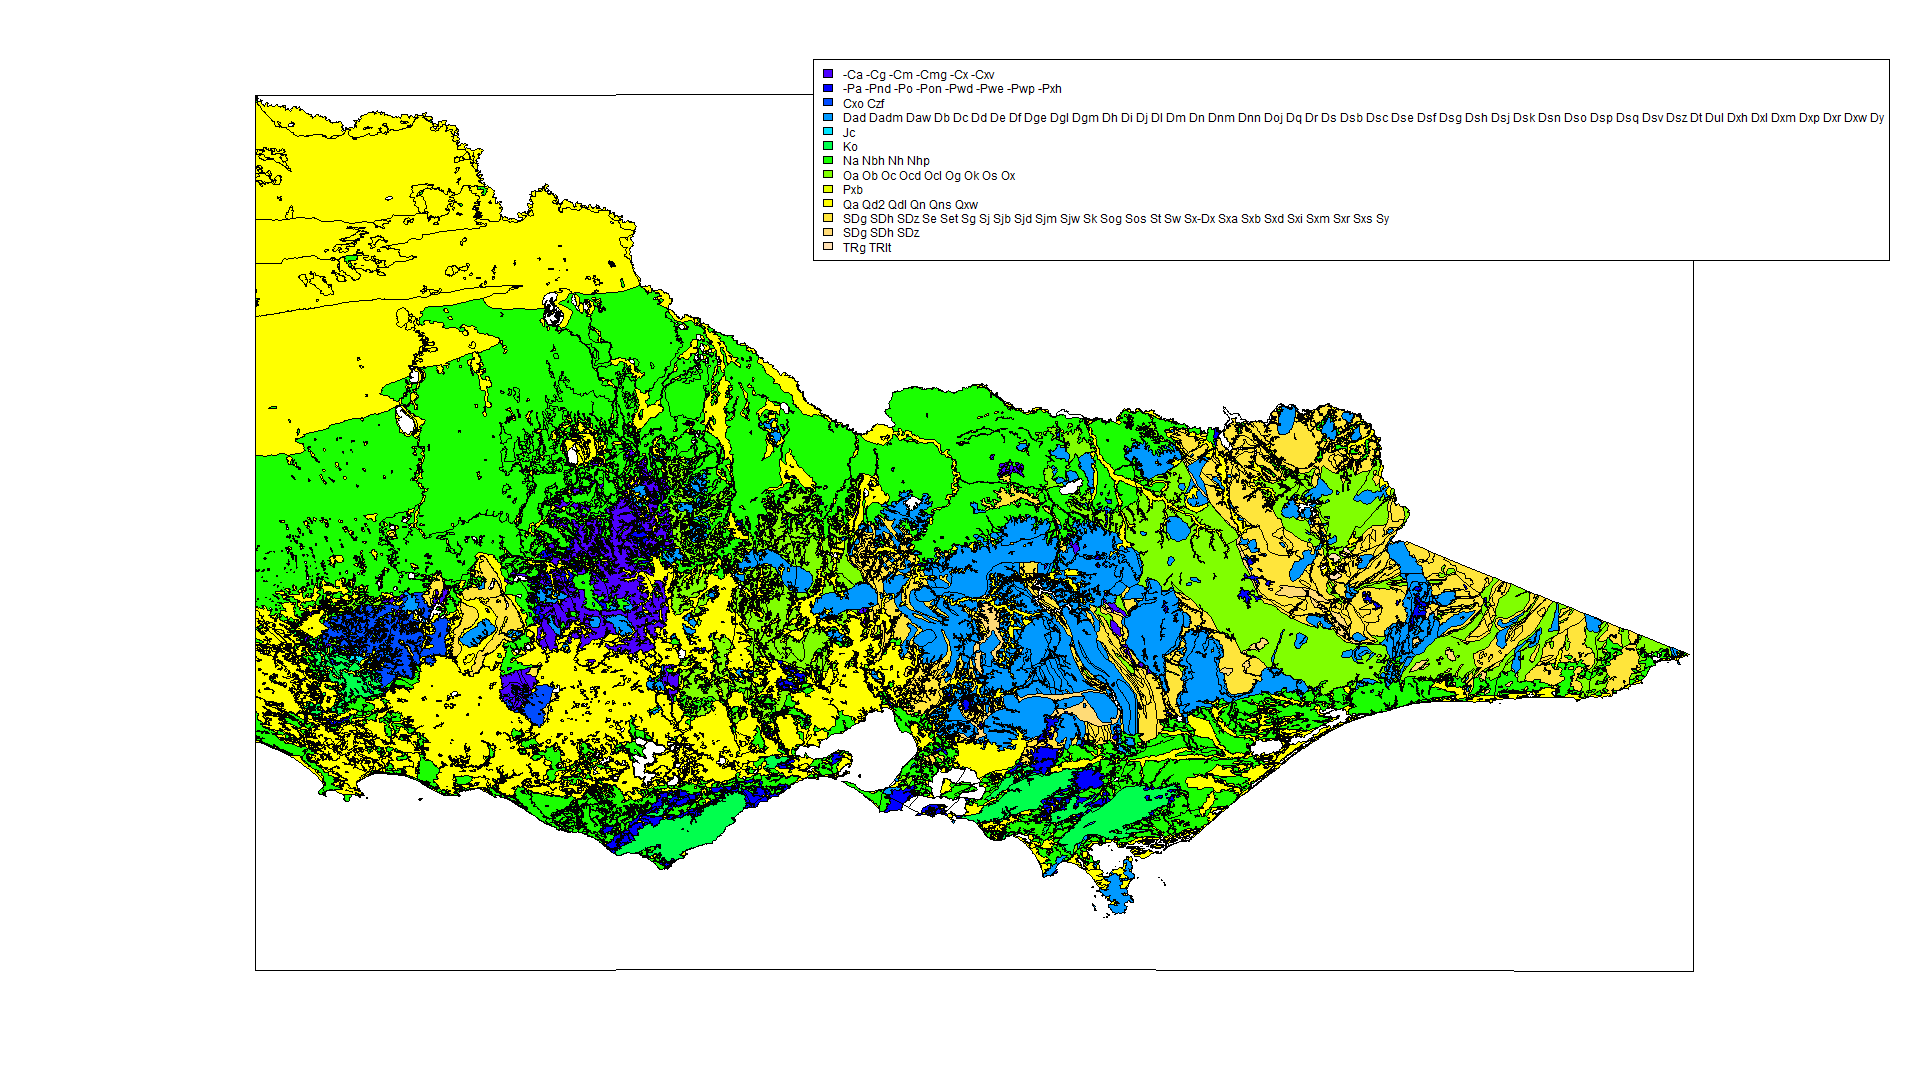 -Ca -Cg -Cm -Cmg -Cx -Cxv
-Pa -Pnd -Po -Pon -Pwd -Pwe -Pwp -Pxh
Cxo Czf
Dad Dadm Daw Db Dc Dd De Df Dge Dgl Dgm Dh Di Dj Dl Dm Dn Dnm Dnn Doj Dq Dr Ds Dsb Dsc Dse Dsf Dsg Dsh Dsj Dsk Dsn Dso Dsp Dsq Dsv Dsz Dt Dul Dxh Dxl Dxm Dxp Dxr Dxw Dy
Jc
Ko
Na Nbh Nh Nhp
Oa Ob Oc Ocd Ocl Og Ok Os Ox
Pxb
Qa Qd2 Qdl Qn Qns Qxw
SDg SDh SDz Se Set Sg Sj Sjb Sjd Sjm Sjw Sk Sog Sos St Sw Sx-Dx Sxa Sxb Sxd Sxi Sxm Sxr Sxs Sy
SDg SDh SDz
TRg TRlt